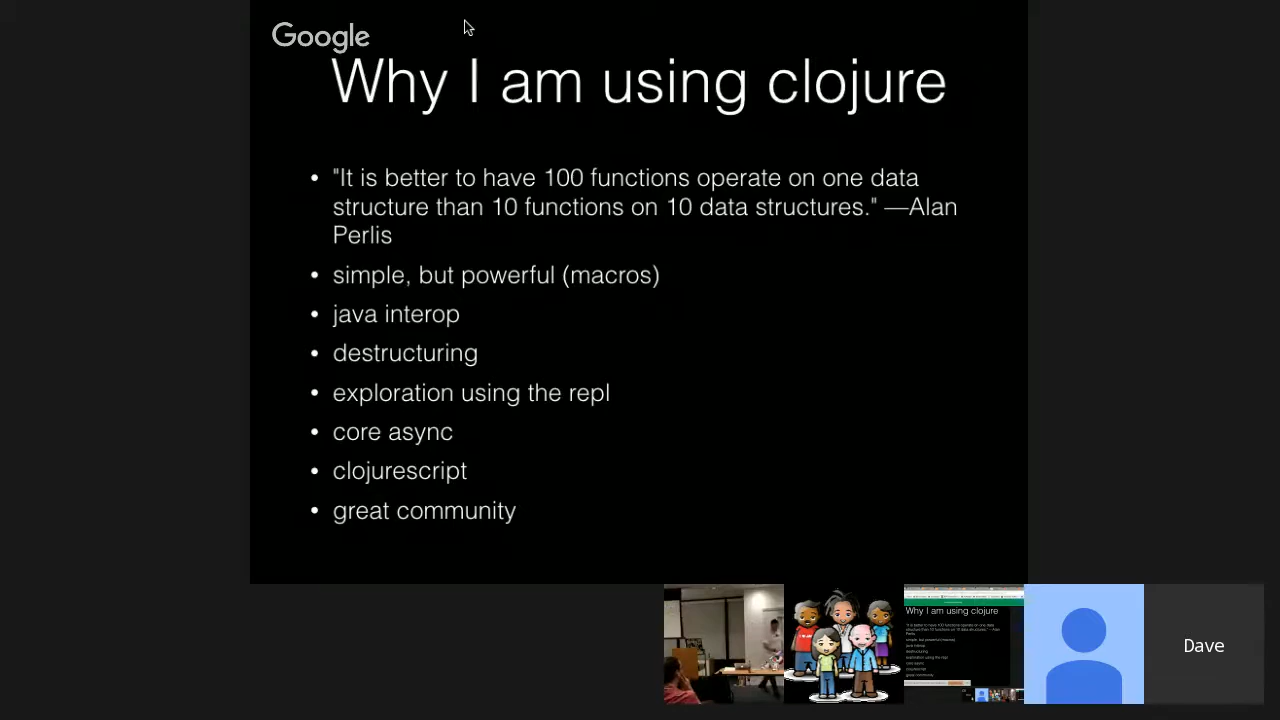 Google
Why I am using clojure
• "It is better to have 100 functions operate on one data
structure than 10 functions on 10 data structures." —Alan
Perlis
• simple, but powerful (macros)
• java interop
• destructuring
• exploration using the repl
• core async
• clojurescript
• great community
Why I am using clojure
Dave